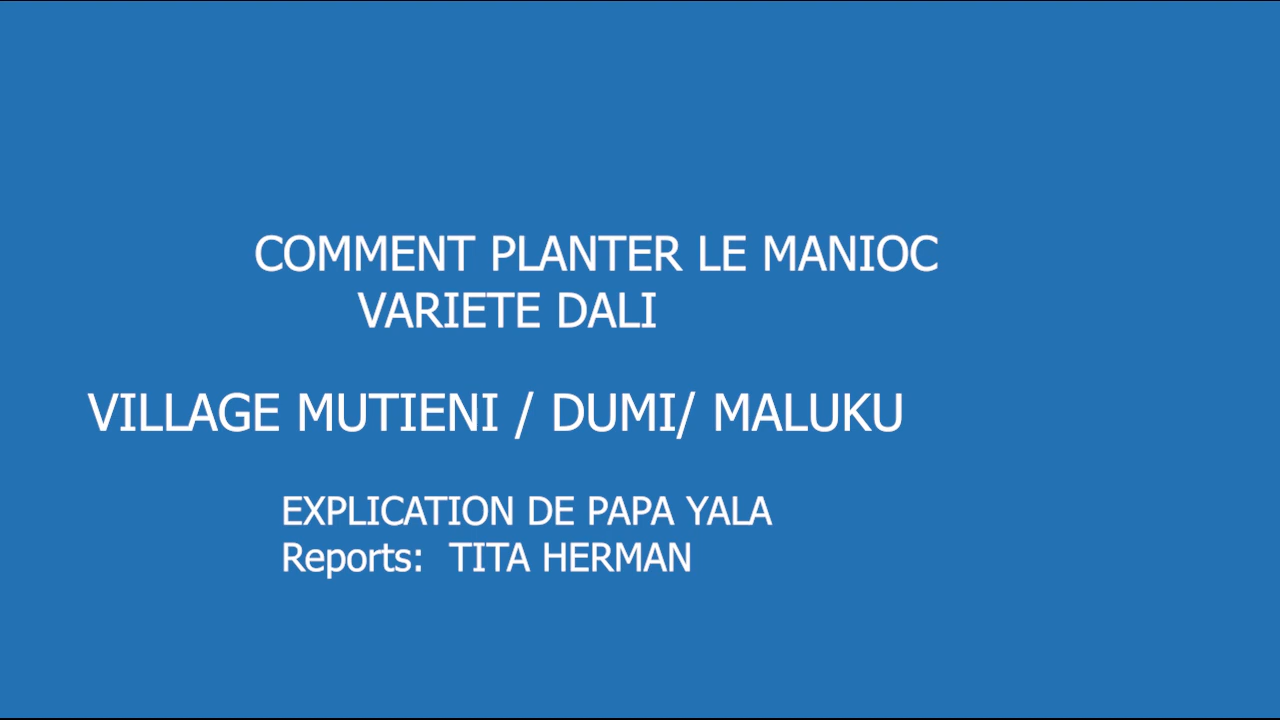 COMMENT PLANTER LE MANIOC
VARIETE DALI
VILLAGE MUTIENI / DUMI/ MALUKU
EXPLICATION DE PAPA YALA
Reports: TITA HERMAN